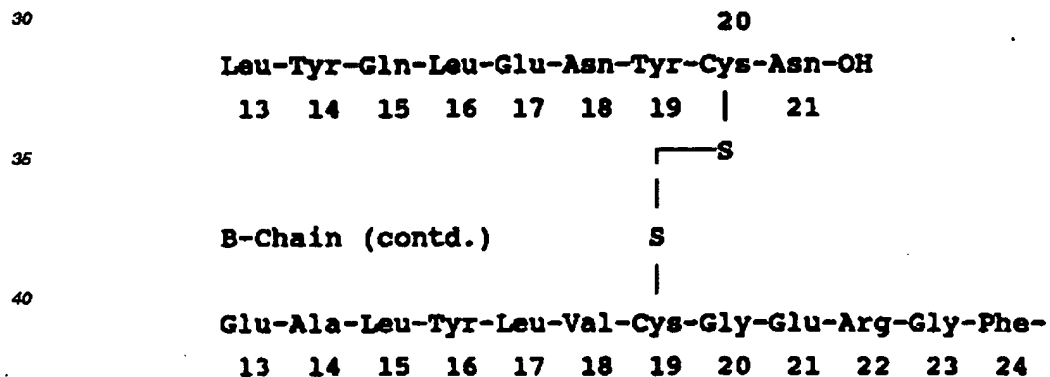 30 20
Leu-Tyr-Gln-Leu-Glu-Asn-Tyr-Cys-Asn-OH
13 14 15 16 17 18 19 | 21
35 ┌──S
|
B-Chain (contd.) S
|
40
Glu-Ala-Leu-Tyr-Leu-Val-Cys-Gly-Glu-Arg-Gly-Phe-
13 14 15 16 17 18 19 20 21 22 23 24